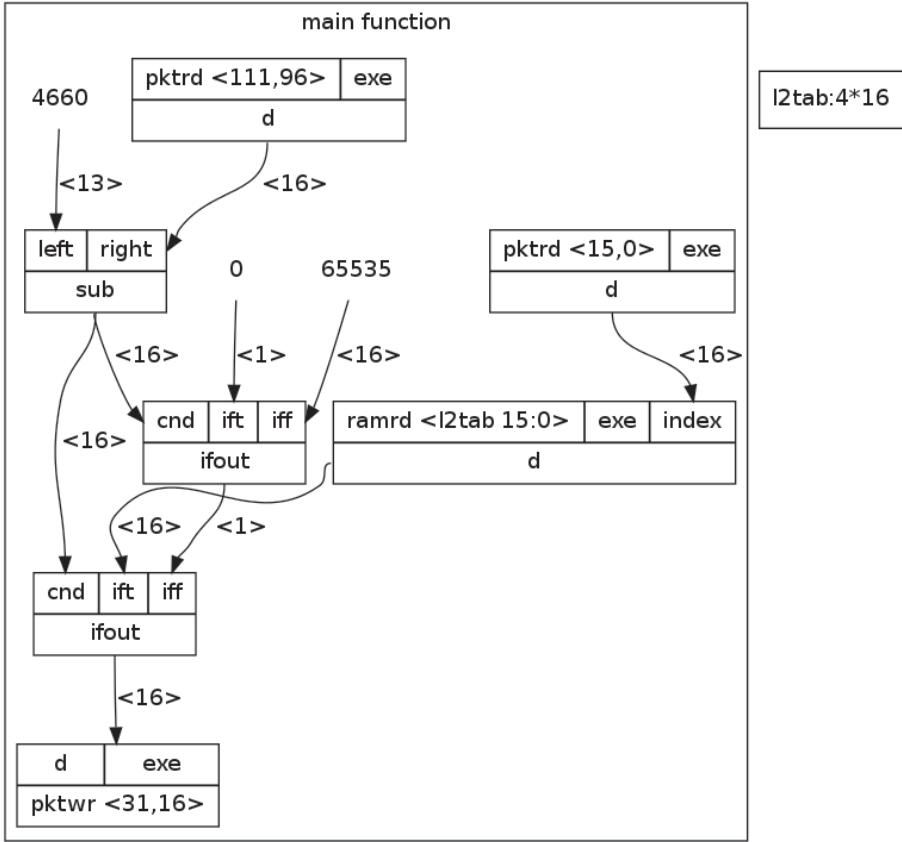 main function
pktrd <111,96> exe
l2tab:4*16
4660
d
<13>
<16>
left right
pktrd <15,0> exe
0
65535
sub
d
<16>
<1>
<16>
<16>
cnd ift iff
ramrd <l2tab 15:0> exe index
<16>
ifout
d
<16>
<1>
cnd ift iff
ifout
<16>
d exe
pktwr <31,16>